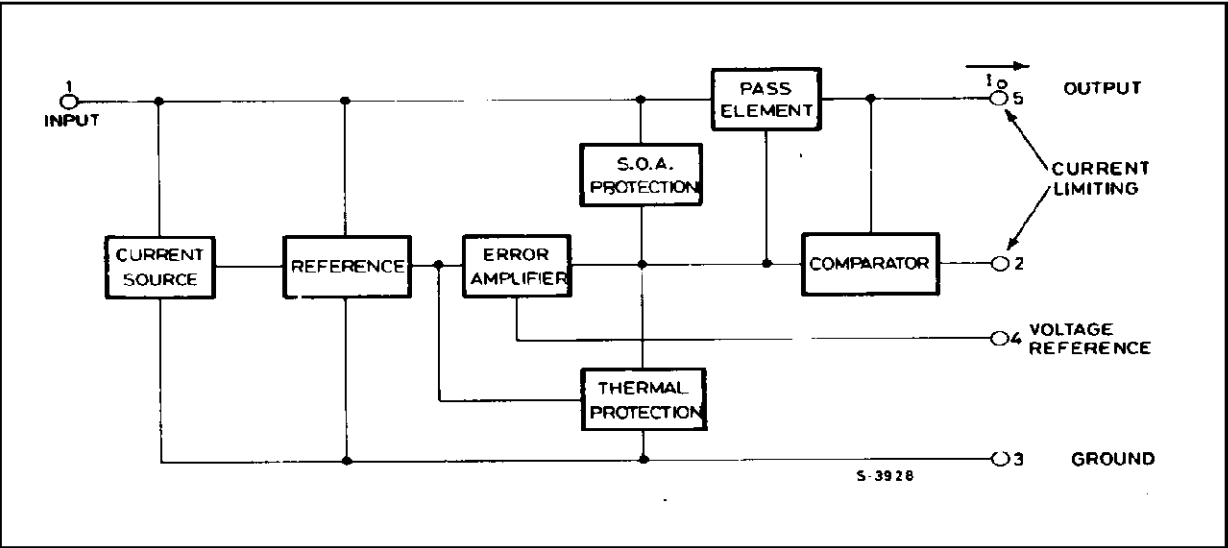 1
INPUT
PASS
ELEMENT
Io
5
OUTPUT
S.O.A.
PROTECTION
CURRENT
LIMITING
CURRENT
SOURCE
REFERENCE
ERROR
AMPLIFIER
COMPARATOR
2
4
VOLTAGE
REFERENCE
THERMAL
PROTECTION
3
GROUND
S-3928